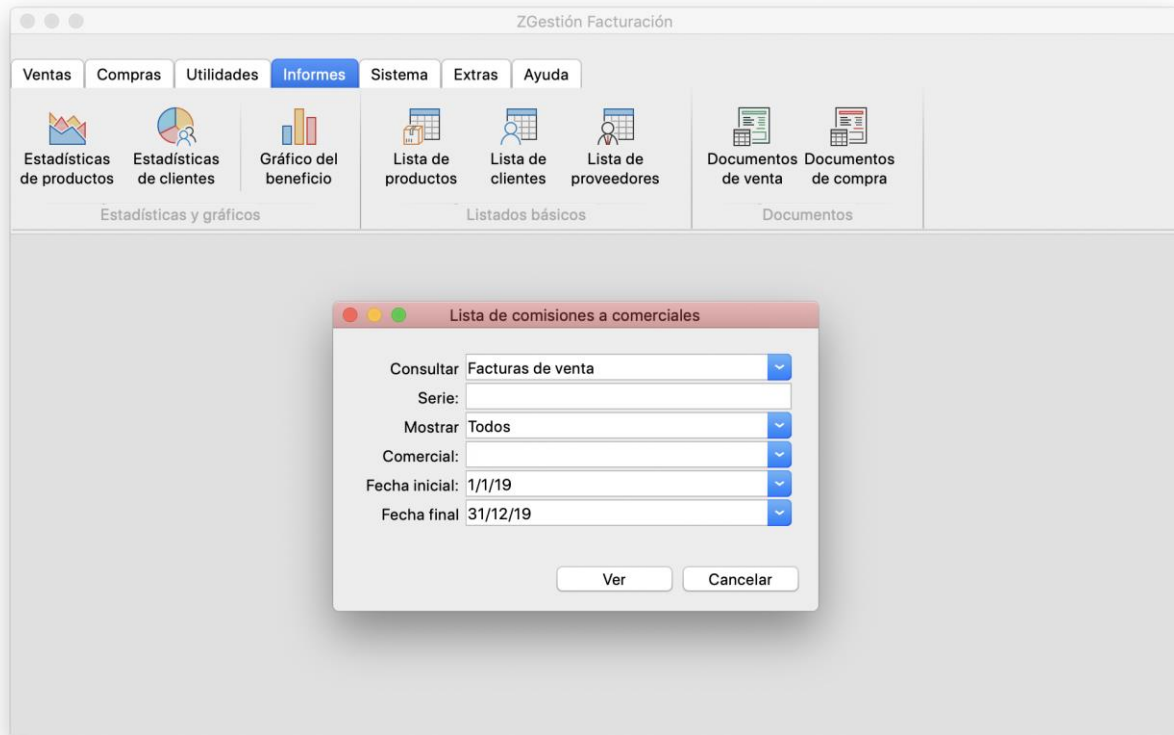 ZGestión Facturación
Ventas Compras Utilidades Informes Sistema Extras Ayuda
Estadísticas de productos
Estadísticas de clientes
Gráfico del beneficio
Estadísticas y gráficos
Lista de productos
Lista de clientes
Lista de proveedores
Listados básicos
Documentos de venta
Documentos de compra
Documentos
Lista de comisiones a comerciales
Consultar Facturas de venta
Serie:
Mostrar Todos
Comercial:
Fecha inicial: 1/1/19
Fecha final 31/12/19
Ver Cancelar